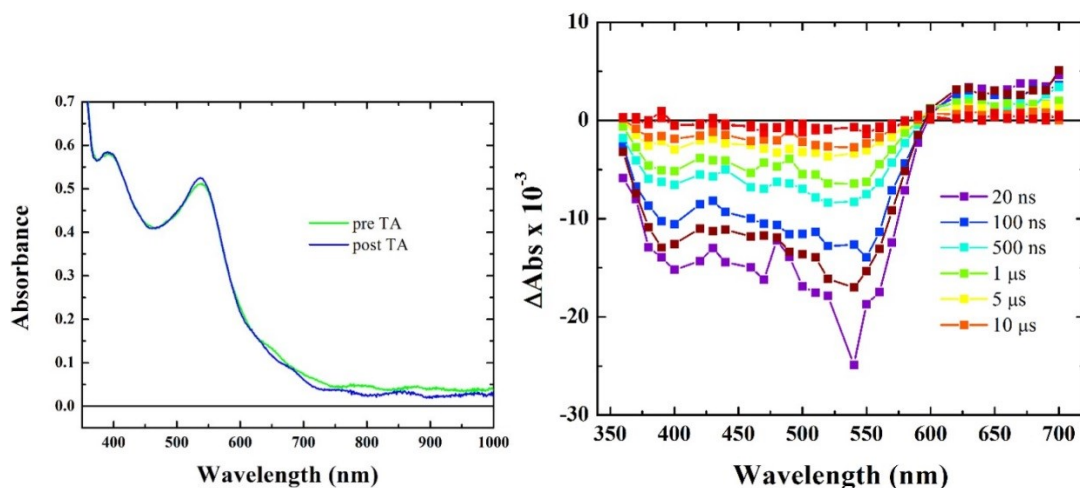 0.7
0.6
0.5
0.4
0.3
0.2
0.1
0.0
Absorbance
pre TA
post TA
400 500 600 700 800 900 1000
Wavelength (nm)
10
0
-10
-20
-30
ΔAbs x 10⁻³
20 ns
100 ns
500 ns
1 μs
5 μs
10 μs
350 400 450 500 550 600 650 700
Wavelength (nm)